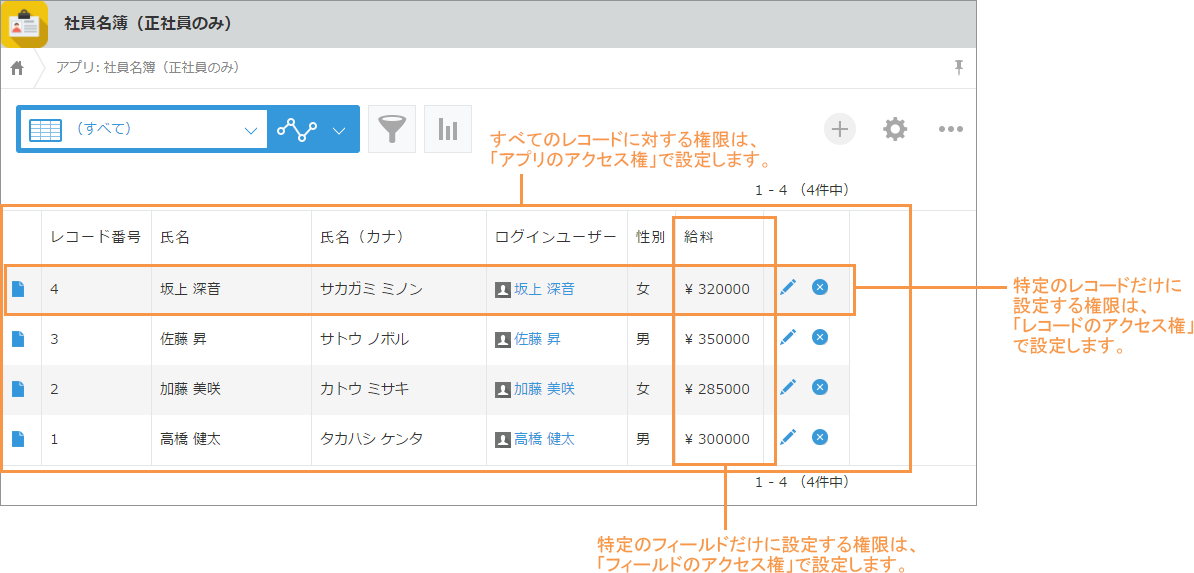 社員名簿（正社員のみ）
アプリ: 社員名簿（正社員のみ）
（すべて）
すべてのレコードに対する権限は、
「アプリのアクセス権」で設定します。
1 - 4 （4件中）
レコード番号 氏名 氏名（カナ） ログインユーザー 性別 給料
4 坂上 深音 サカガミ ミノン 坂上 深音 女 ¥ 320000
3 佐藤 昇 サトウ ノボル 佐藤 昇 男 ¥ 350000
2 加藤 美咲 カトウ ミサキ 加藤 美咲 女 ¥ 285000
1 高橋 健太 タカハシ ケンタ 高橋 健太 男 ¥ 300000
特定のレコードだけに
設定する権限は、
「レコードのアクセス権」
で設定します。
1 - 4 （4件中）
特定のフィールドだけに設定する権限は、
「フィールドのアクセス権」で設定します。